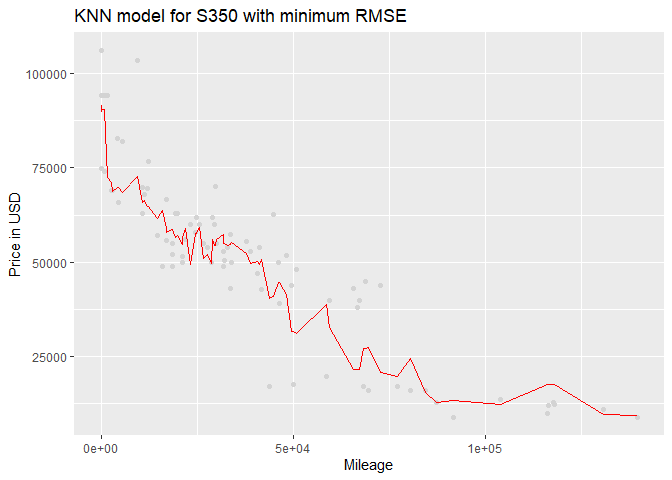 KNN model for S350 with minimum RMSE
100000
75000
50000
25000
Price in USD
0e+00
5e+04
1e+05
Mileage